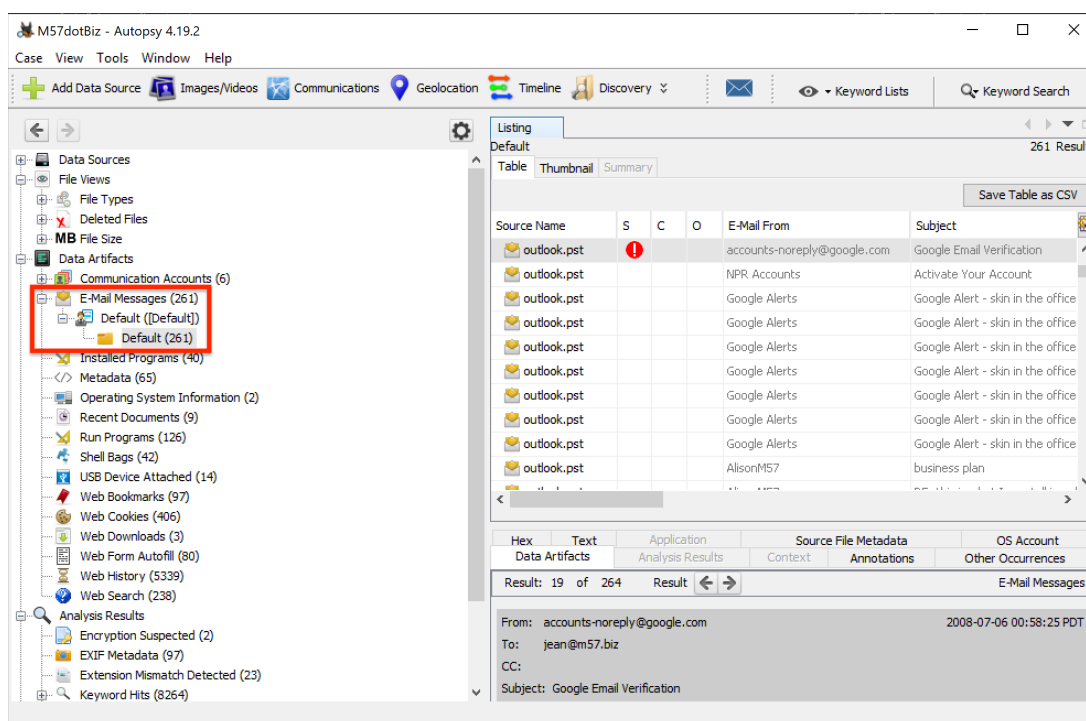 M57dotBiz - Autopsy 4.19.2
Case View Tools Window Help
Add Data Source Images/Videos Communications Geolocation Timeline Discovery Keyword Lists Keyword Search
Data Sources
File Views
File Types
Deleted Files
MB File Size
Data Artifacts
Communication Accounts (6)
E-Mail Messages (261)
Default ([Default])
Default (261)
Installed Programs (40)
Metadata (65)
Operating System Information (2)
Recent Documents (9)
Run Programs (126)
Shell Bags (42)
USB Device Attached (14)
Web Bookmarks (97)
Web Cookies (406)
Web Downloads (3)
Web Form Autofill (80)
Web History (5339)
Web Search (238)
Analysis Results
Encryption Suspected (2)
EXIF Metadata (97)
Extension Mismatch Detected (23)
Keyword Hits (8264)
Listing
Default 261 Resul
Table Thumbnail Summary
Save Table as CSV
Source Name S C O E-Mail From Subject
outlook.pst accounts-noreply@google.com Google Email Verification
outlook.pst NPR Accounts Activate Your Account
outlook.pst Google Alerts Google Alert - skin in the office
outlook.pst Google Alerts Google Alert - skin in the office
outlook.pst Google Alerts Google Alert - skin in the office
outlook.pst Google Alerts Google Alert - skin in the office
outlook.pst Google Alerts Google Alert - skin in the office
outlook.pst Google Alerts Google Alert - skin in the office
outlook.pst Google Alerts Google Alert - skin in the office
outlook.pst AlisonM57 business plan
Hex Text Application Source File Metadata OS Account
Data Artifacts Analysis Results Context Annotations Other Occurrences
Result: 19 of 264 Result E-Mail Messages
From: accounts-noreply@google.com 2008-07-06 00:58:25 PDT
To: jean@m57.biz
CC:
Subject: Google Email Verification